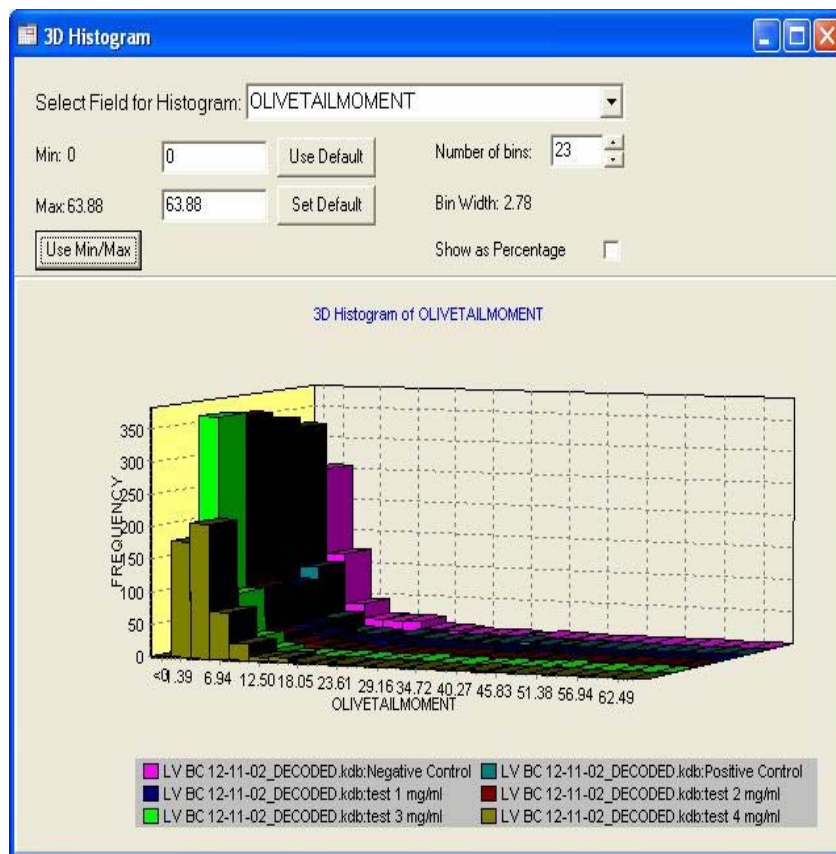 3D Histogram
Select Field for Histogram: OLIVETAILMOMENT
Min: 0 0 Use Default Number of bins: 23
Max: 63.88 63.88 Set Default Bin Width: 2.78
Use Min/Max Show as Percentage
3D Histogram of OLIVETAILMOMENT
350
300
250
200
150
100
50
0
FREQUENCY
<0 1.39 6.94 12.50 18.05 23.61 29.16 34.72 40.27 45.83 51.38 56.94 62.49
OLIVETAILMOMENT
LV BC 12-11-02_DECODED.kdb:Negative Control LV BC 12-11-02_DECODED.kdb:Positive Control
LV BC 12-11-02_DECODED.kdb:test 1 mg/ml LV BC 12-11-02_DECODED.kdb:test 2 mg/ml
LV BC 12-11-02_DECODED.kdb:test 3 mg/ml LV BC 12-11-02_DECODED.kdb:test 4 mg/ml